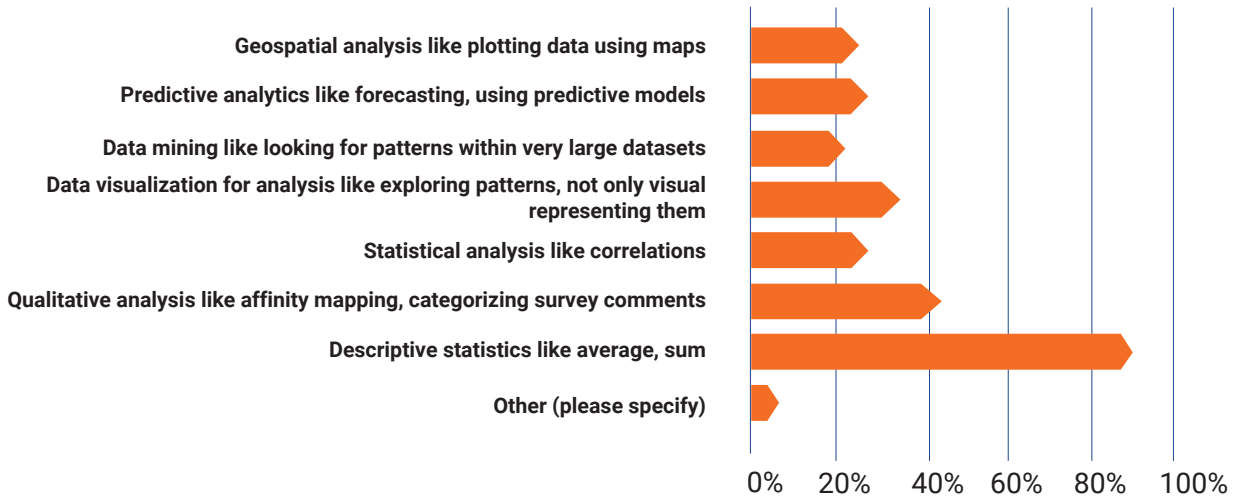 Geospatial analysis like plotting data using maps
Predictive analytics like forecasting, using predictive models
Data mining like looking for patterns within very large datasets
Data visualization for analysis like exploring patterns, not only visual
representing them
Statistical analysis like correlations
Qualitative analysis like affinity mapping, categorizing survey comments
Descriptive statistics like average, sum
Other (please specify)
0% 20% 40% 60% 80% 100%